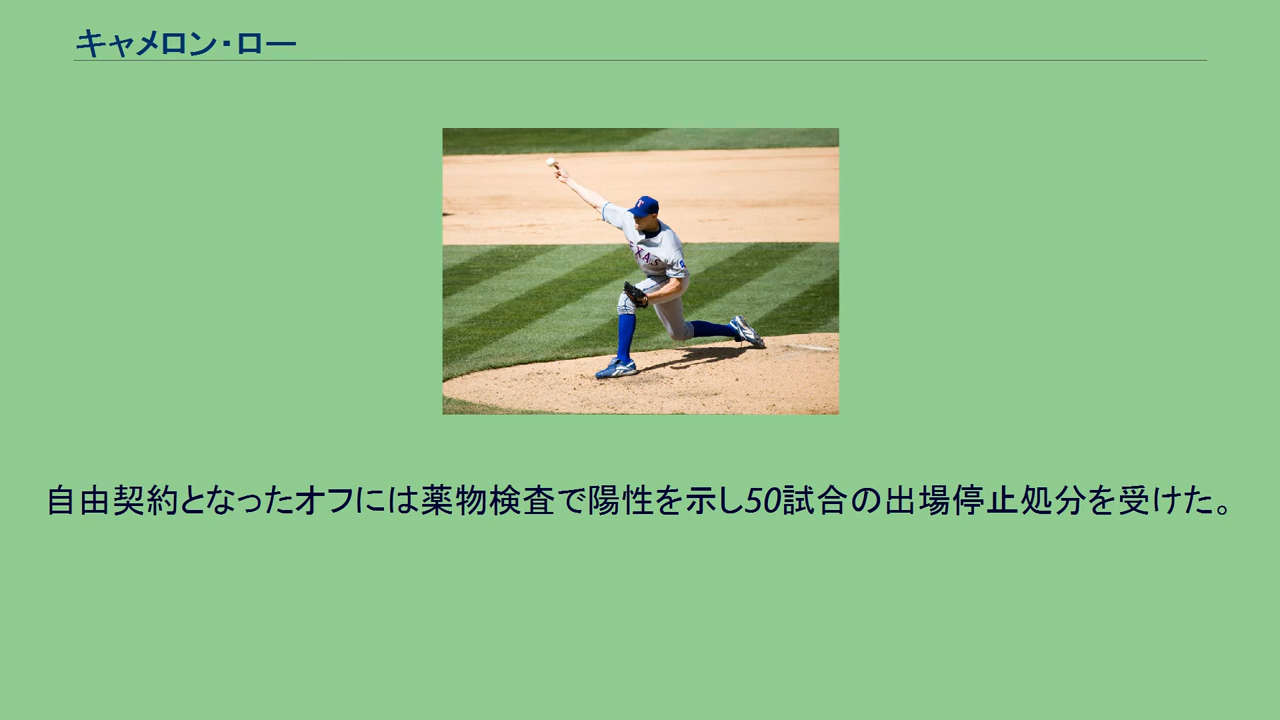 キャメロン・ロー
TEXAS
自由契約となったオフには薬物検査で陽性を示し50試合の出場停止処分を受けた。